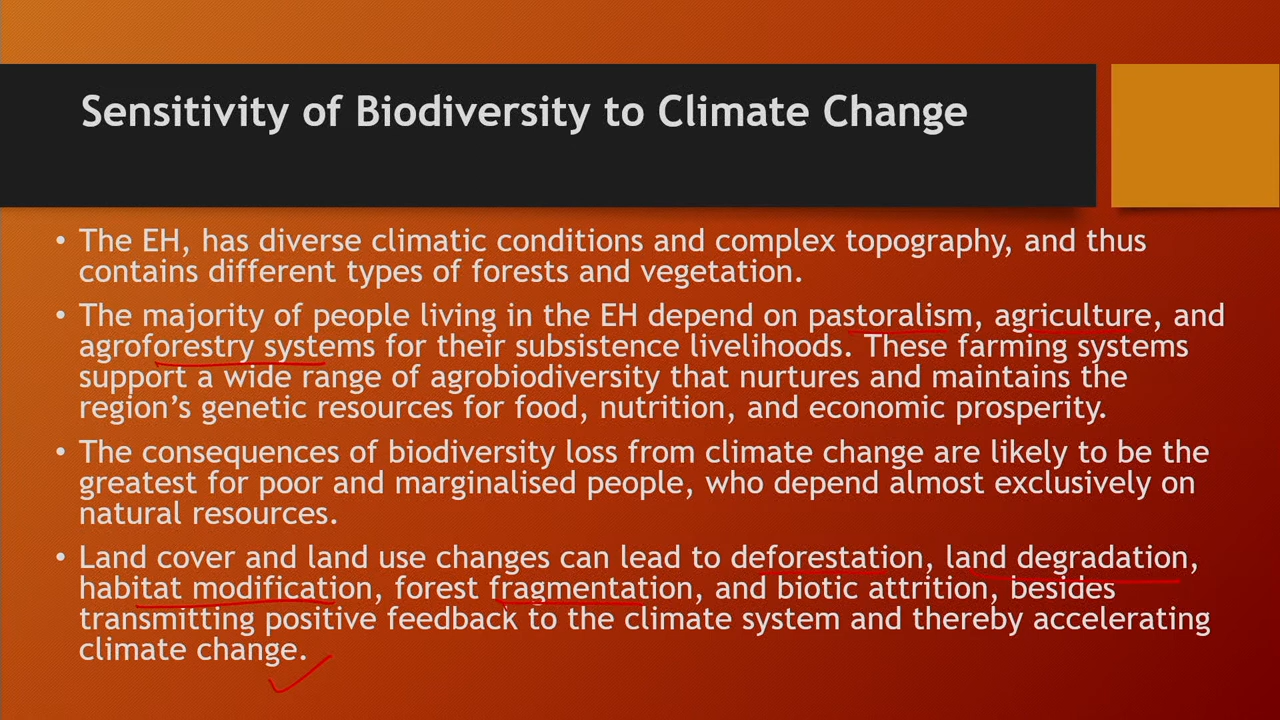 Sensitivity of Biodiversity to Climate Change
• The EH, has diverse climatic conditions and complex topography, and thus
contains different types of forests and vegetation.
• The majority of people living in the EH depend on pastoralism, agriculture, and
agroforestry systems for their subsistence livelihoods. These farming systems
support a wide range of agrobiodiversity that nurtures and maintains the
region’s genetic resources for food, nutrition, and economic prosperity.
• The consequences of biodiversity loss from climate change are likely to be the
greatest for poor and marginalised people, who depend almost exclusively on
natural resources.
• Land cover and land use changes can lead to deforestation, land degradation,
habitat modification, forest fragmentation, and biotic attrition, besides
transmitting positive feedback to the climate system and thereby accelerating
climate change.